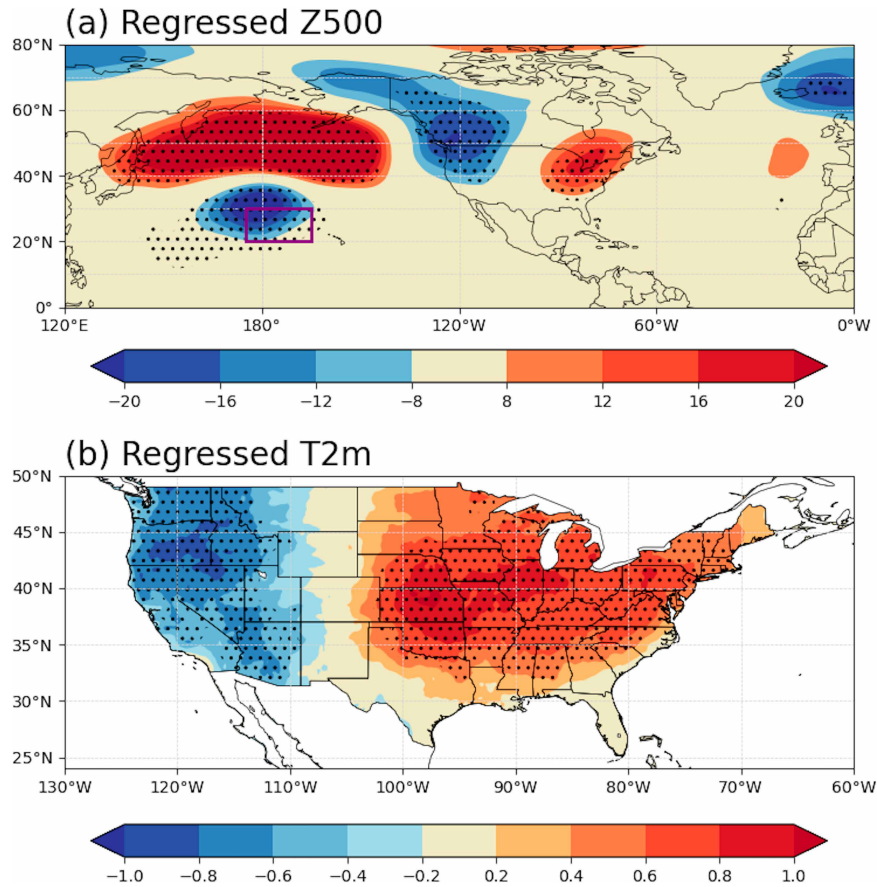 (a) Regressed Z500
80°N
60°N
40°N
20°N
0°
120°E 180° 120°W 60°W 0°W
−20 −16 −12 −8 8 12 16 20
(b) Regressed T2m
50°N
45°N
40°N
35°N
30°N
25°N
130°W 120°W 110°W 100°W 90°W 80°W 70°W 60°W
−1.0 −0.8 −0.6 −0.4 −0.2 0.2 0.4 0.6 0.8 1.0